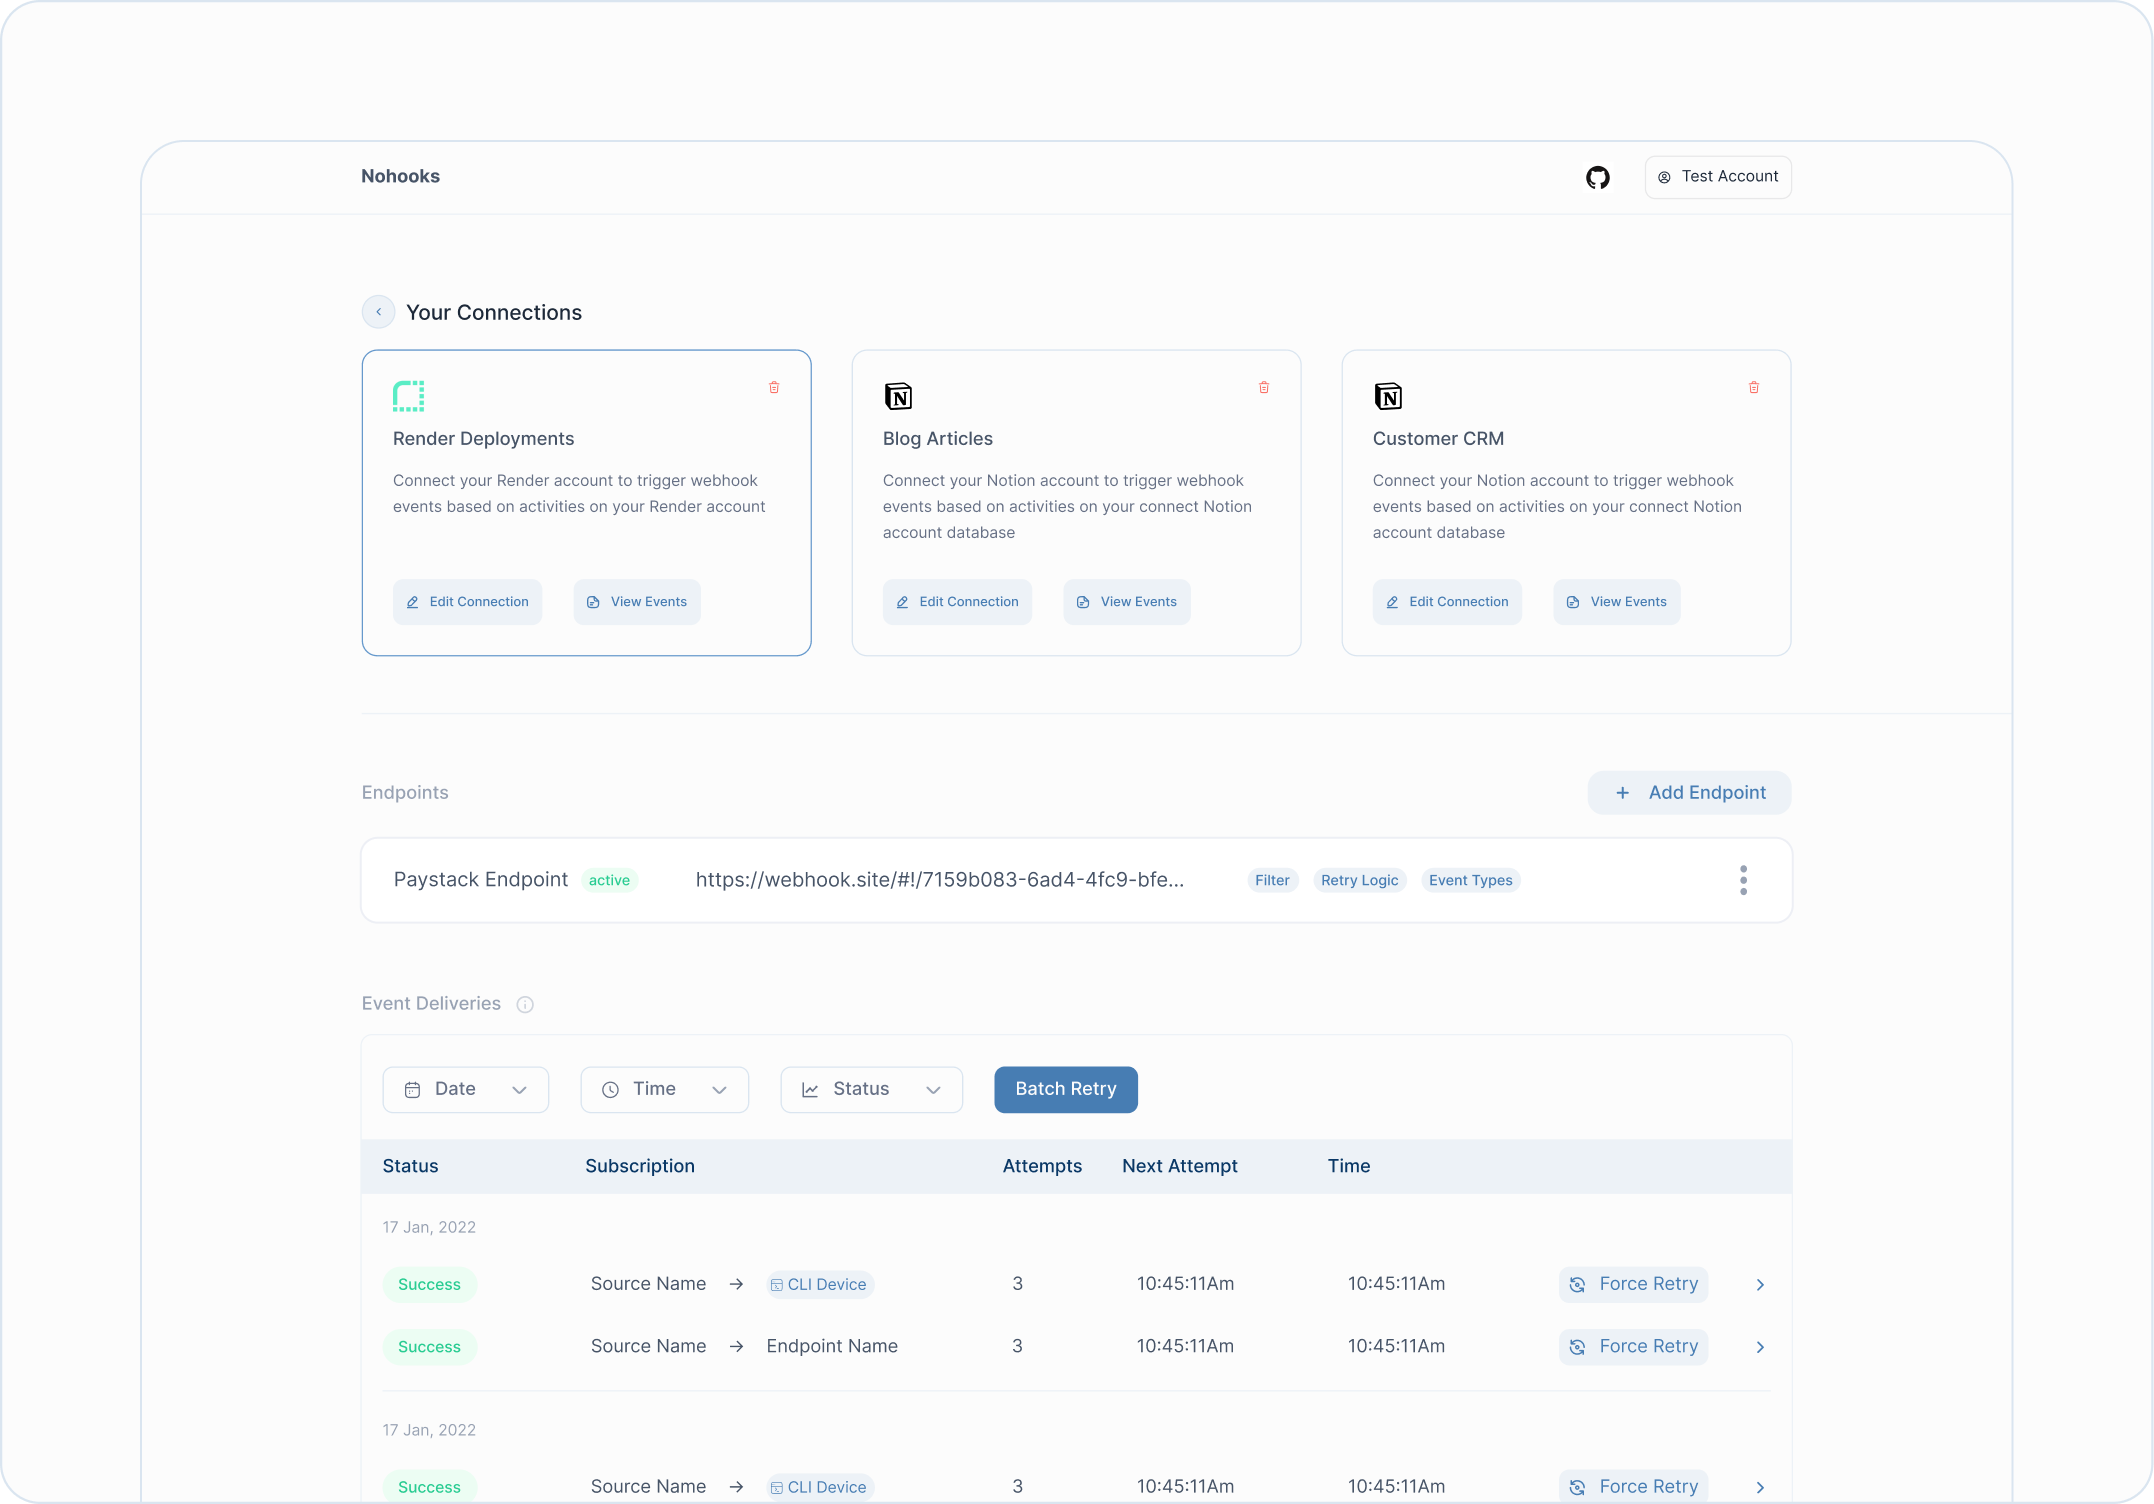 Nohooks
Test Account
Your Connections
Render Deployments
Connect your Render account to trigger webhook
events based on activities on your Render account
Edit Connection
View Events
Blog Articles
Connect your Notion account to trigger webhook
events based on activities on your connect Notion
account database
Edit Connection
View Events
Customer CRM
Connect your Notion account to trigger webhook
events based on activities on your connect Notion
account database
Edit Connection
View Events
Endpoints
+ Add Endpoint
Paystack Endpoint active https://webhook.site/#!/7159b083-6ad4-4fc9-bfe... Filter Retry Logic Event Types
Event Deliveries
Date Time Status Batch Retry
Status Subscription Attempts Next Attempt Time
17 Jan, 2022
Success Source Name → CLI Device 3 10:45:11Am 10:45:11Am Force Retry
Success Source Name → Endpoint Name 3 10:45:11Am 10:45:11Am Force Retry
17 Jan, 2022
Success Source Name → CLI Device 3 10:45:11Am 10:45:11Am Force Retry